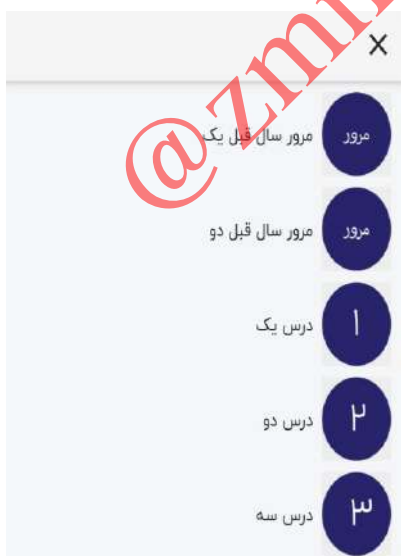 @zmn
مرور مرور سال قبل یک
مرور مرور سال قبل دو
۱ درس یک
۲ درس دو
۳ درس سه